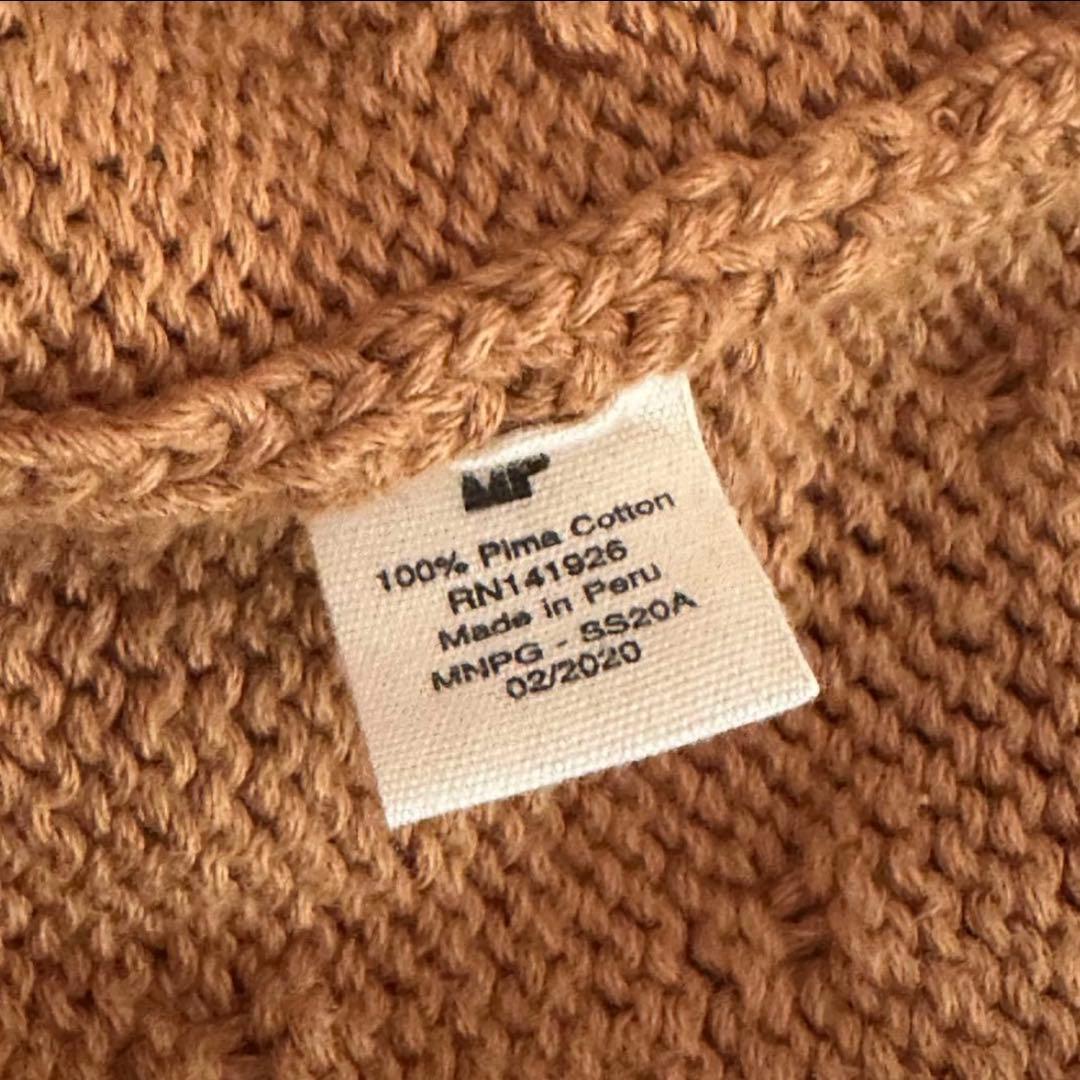 MP
100% Pima Cotton
RN141926
Made in Peru
MNPG - SS20A
02/2020